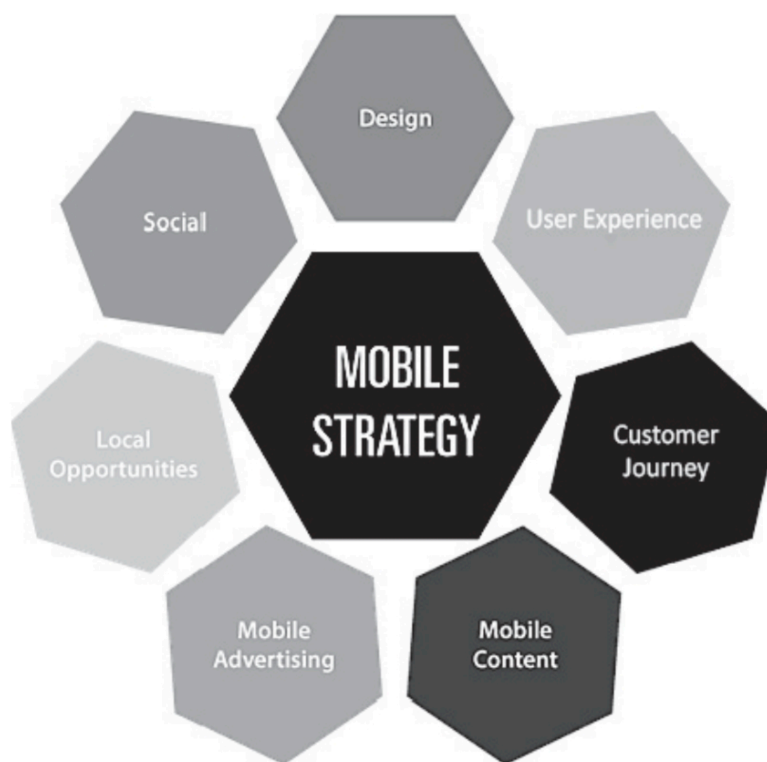 Design
User Experience
Customer
Journey
Mobile
Content
Mobile
Advertising
Local
Opportunities
Social
MOBILE
STRATEGY